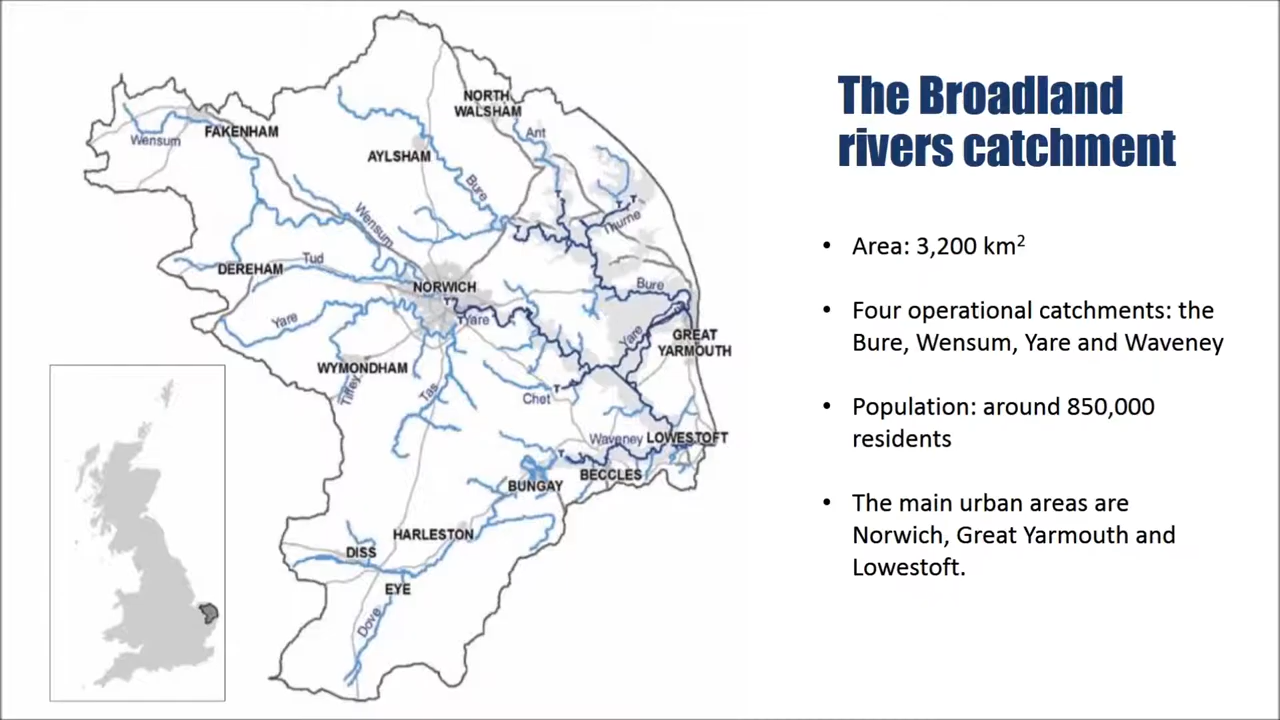 The Broadland
rivers catchment
• Area: 3,200 km²
• Four operational catchments: the
Bure, Wensum, Yare and Waveney
• Population: around 850,000
residents
• The main urban areas are
Norwich, Great Yarmouth and
Lowestoft.
NORTH
WALSHAM
FAKENHAM
Wensum
Ant
AYLSHAM
Bure
Wensum
Thurne
Tud
DEREHAM
NORWICH
Bure
T
T
T
T
T
Yare
Yare
Yare
GREAT
YARMOUTH
WYMONDHAM
Tiffey
Tas
Chet
T
Waveney
LOWESTOFT
T
BECCLES
BUNGAY
HARLESTON
DISS
EYE
Dove